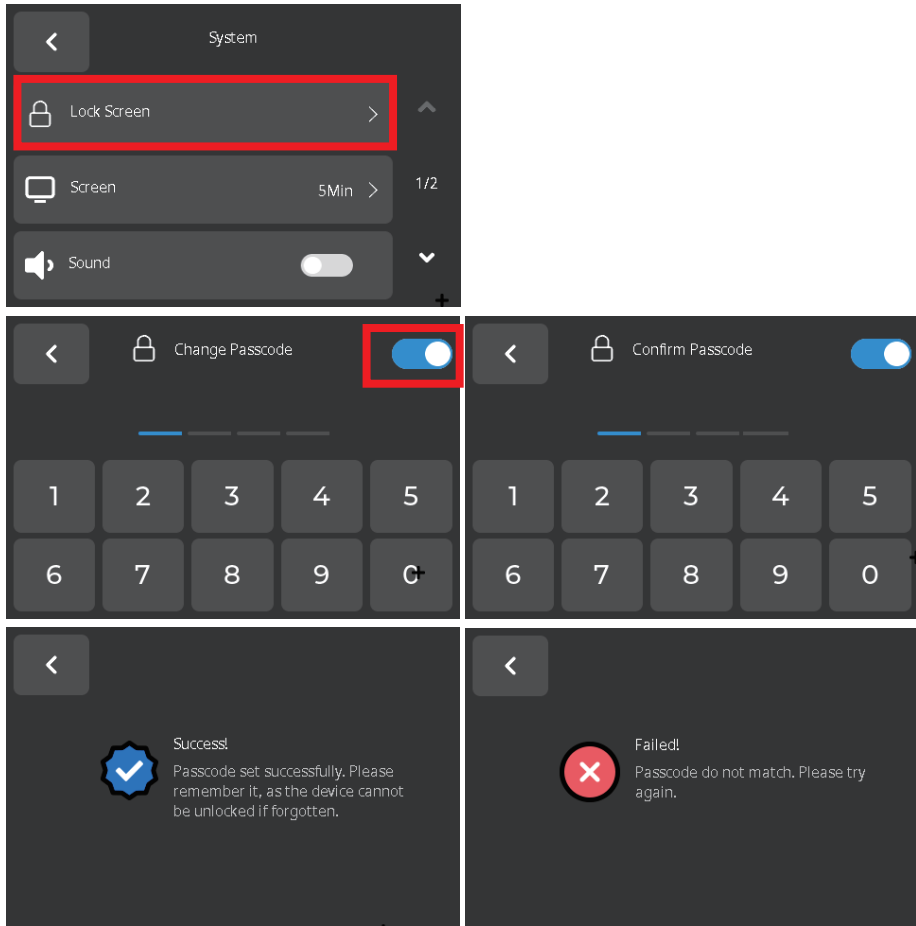 System
Lock Screen
Screen
5Min
1/2
Sound
Change Passcode
1 2 3 4 5
6 7 8 9 0
Confirm Passcode
1 2 3 4 5
6 7 8 9 0
Success!
Passcode set successfully. Please
remember it, as the device cannot
be unlocked if forgotten.
Failed!
Passcode do not match. Please try
again.